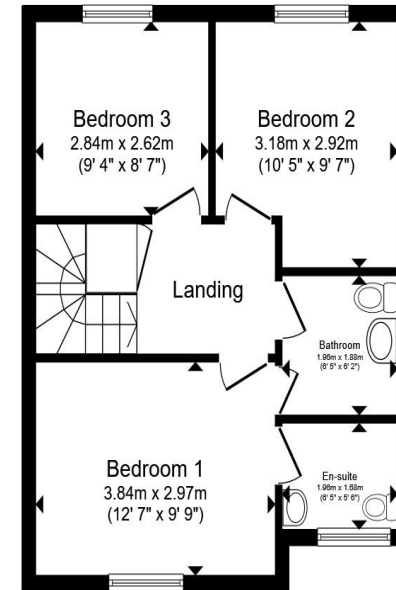 Bedroom 3
2.84m x 2.62m
(9' 4" x 8' 7")
Bedroom 2
3.18m x 2.92m
(10' 5" x 9' 7")
Landing
Bathroom
1.96m x 1.88m
(6' 5" x 6' 2")
Bedroom 1
3.84m x 2.97m
(12' 7" x 9' 9")
En-suite
1.96m x 1.68m
(6' 5" x 5' 6")